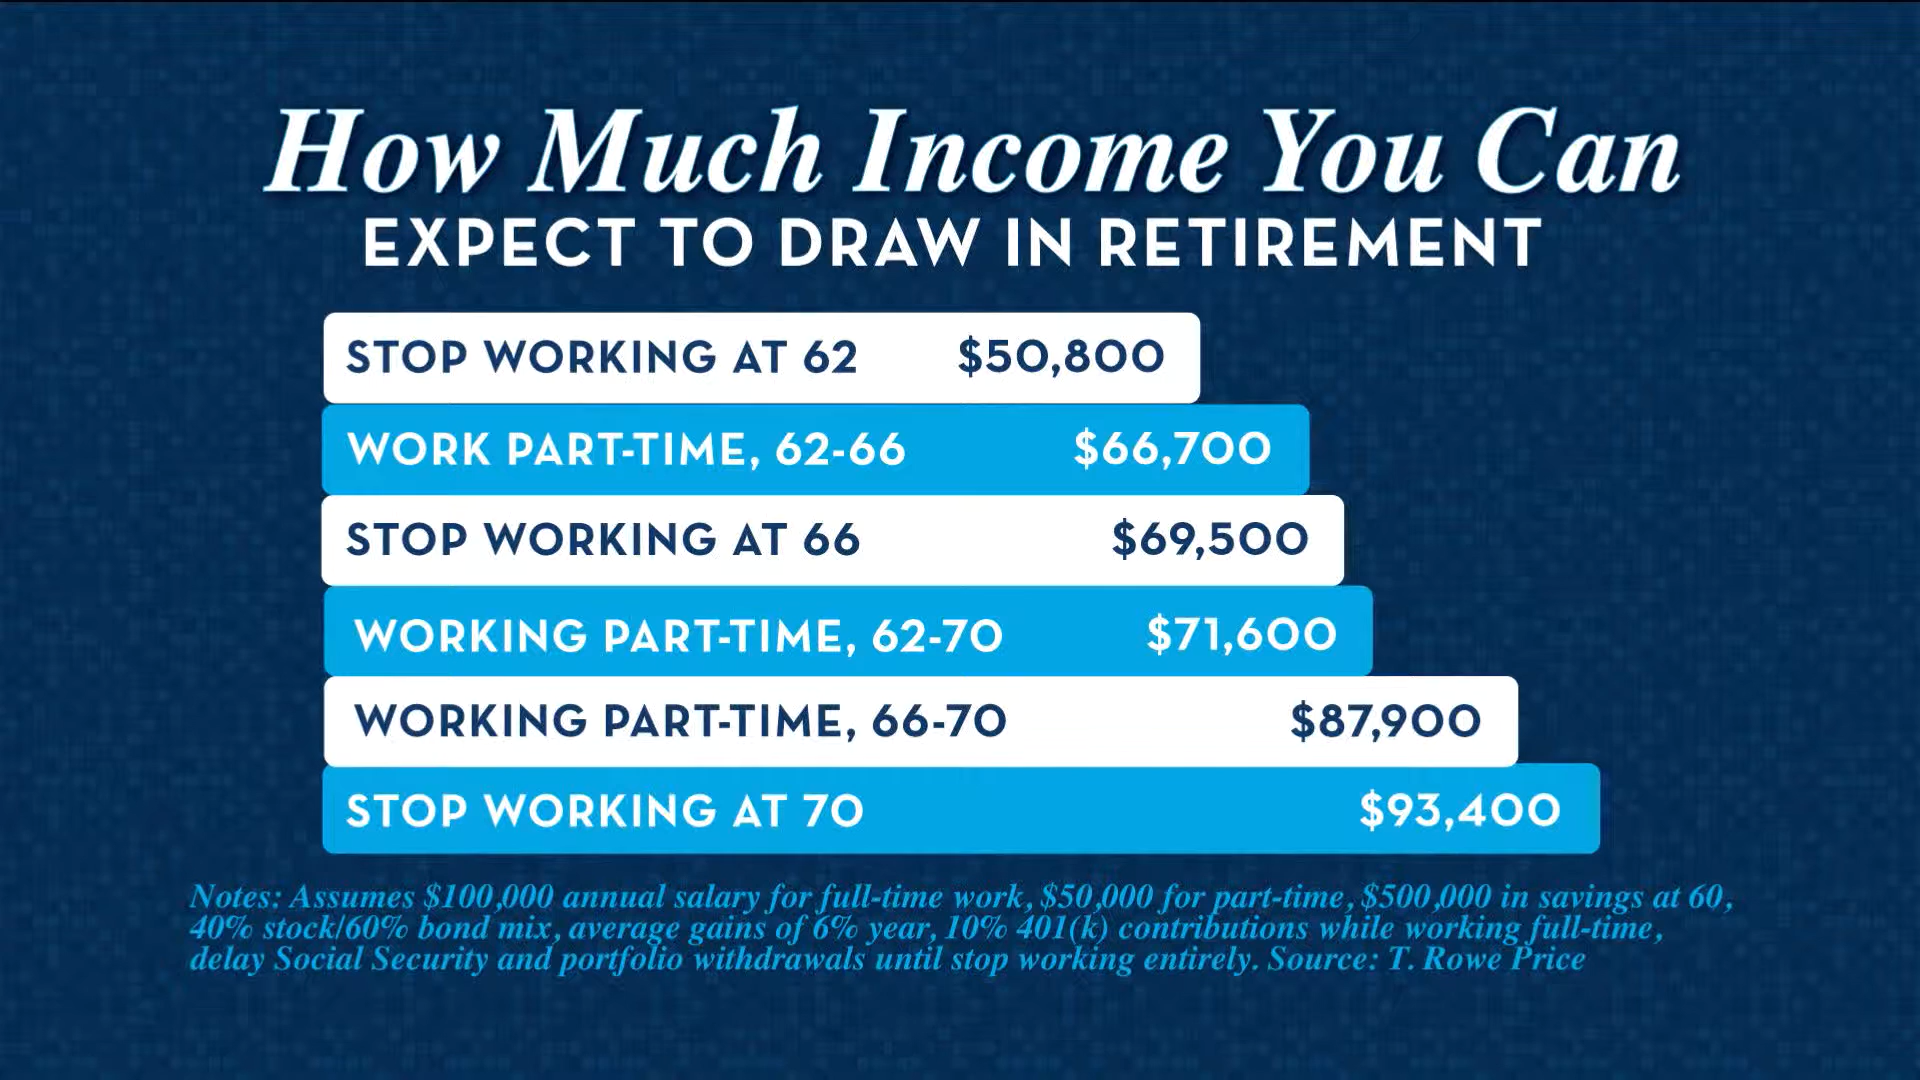 How Much Income You Can
EXPECT TO DRAW IN RETIREMENT
STOP WORKING AT 62 $50,800
WORK PART-TIME, 62-66 $66,700
STOP WORKING AT 66 $69,500
WORKING PART-TIME, 62-70 $71,600
WORKING PART-TIME, 66-70 $87,900
STOP WORKING AT 70 $93,400
Notes: Assumes $100,000 annual salary for full-time work, $50,000 for part-time, $500,000 in savings at 60,
40% stock/60% bond mix, average gains of 6% year, 10% 401(k) contributions while working full-time,
delay Social Security and portfolio withdrawals until stop working entirely. Source: T. Rowe Price